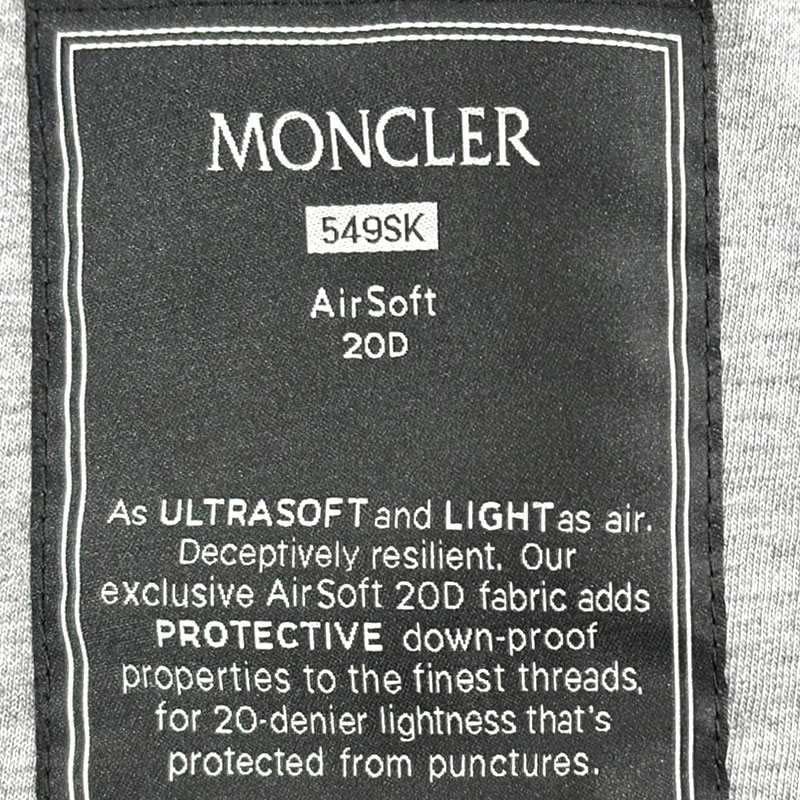 MONCLER
549SK
AirSoft
20D
As ULTRASOFT and LIGHT as air.
Deceptively resilient. Our
exclusive AirSoft 20D fabric adds
PROTECTIVE down-proof
properties to the finest threads,
for 20-denier lightness that's
protected from punctures.